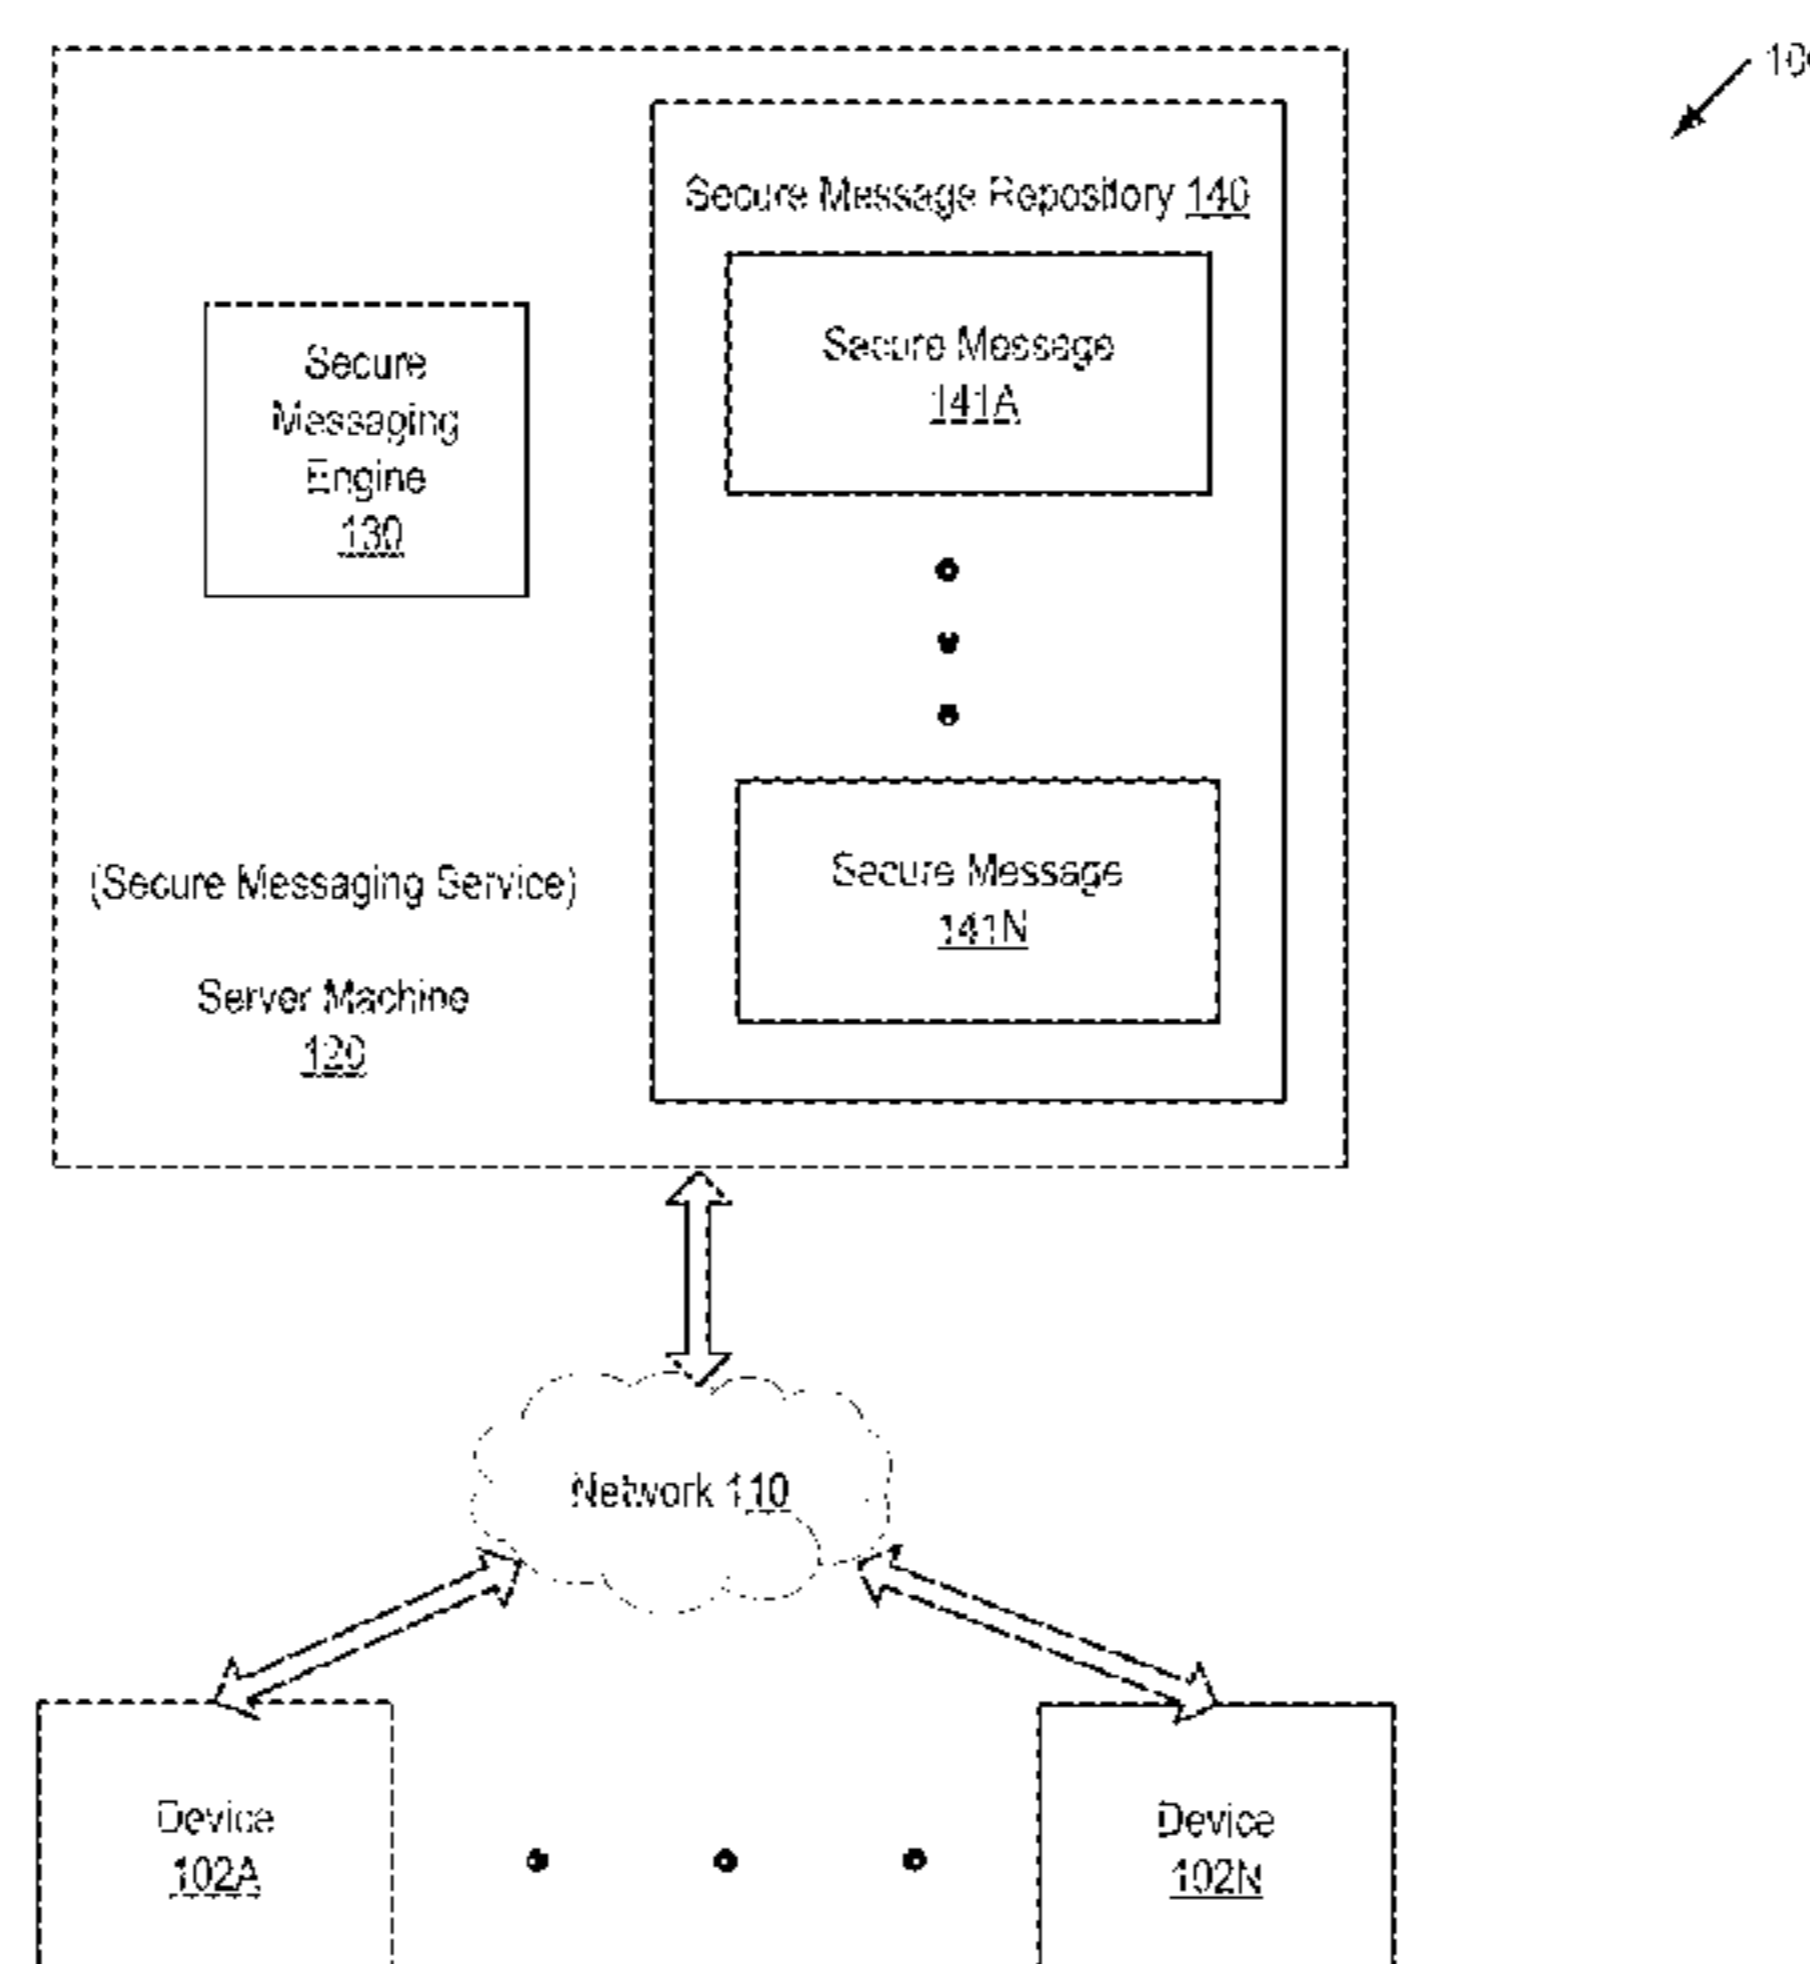 Secure Message Repository 140
Secure Message
141A
Secure
Messaging
Engine
130
Secure Message
141N
(Secure Messaging Service)
Server Machine
120
Network 110
Device
102A
Device
102N